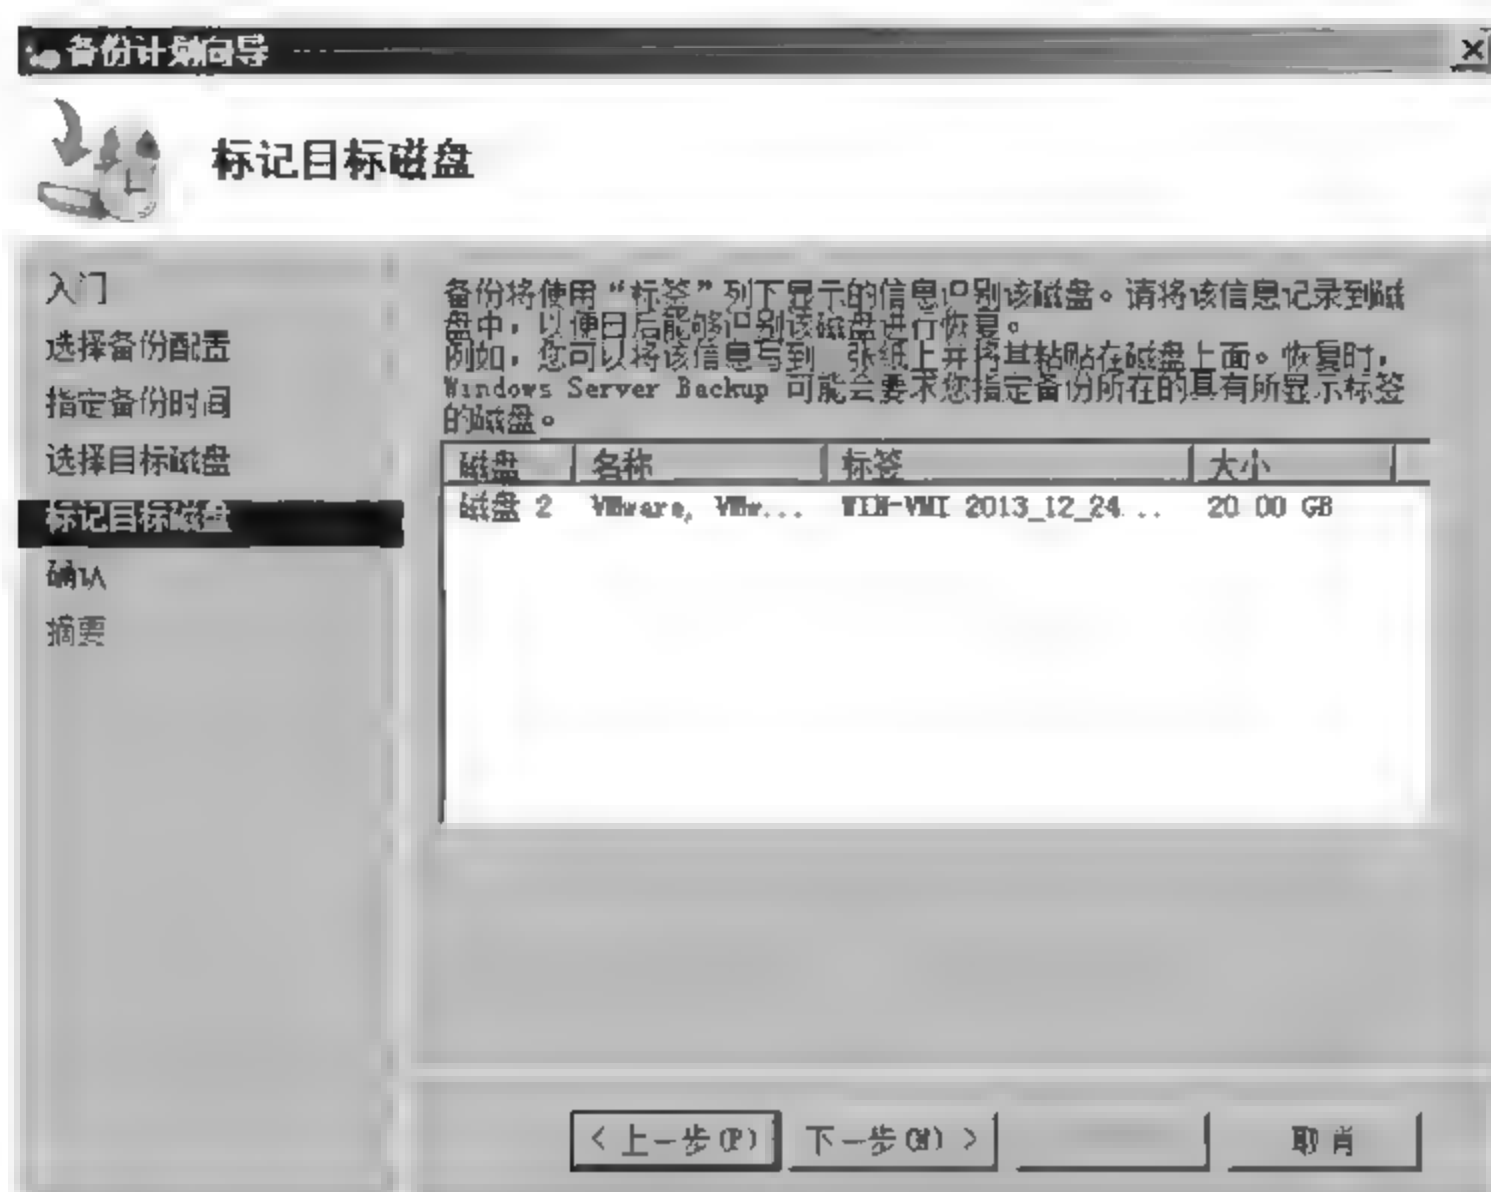 备份计划向导
标记目标磁盘
入门
选择备份配置
指定备份时间
选择目标磁盘
标记目标磁盘
确认
摘要
备份将使用“标签”列下显示的信息识别该磁盘。请将该信息记录到磁
盘中，以便日后能够识别该磁盘进行恢复。
例如，您可以将该信息写到 张纸上并将其粘贴在磁盘上面。恢复时，
Windows Server Backup 可能会要求您指定备份所在的具有所显示标签
的磁盘。
磁盘 名称 标签 大小
磁盘 2 VMware, VMw... WIN-VMI 2013_12_24... 20.00 GB
< 上一步(P) 下一步(N) > 取消